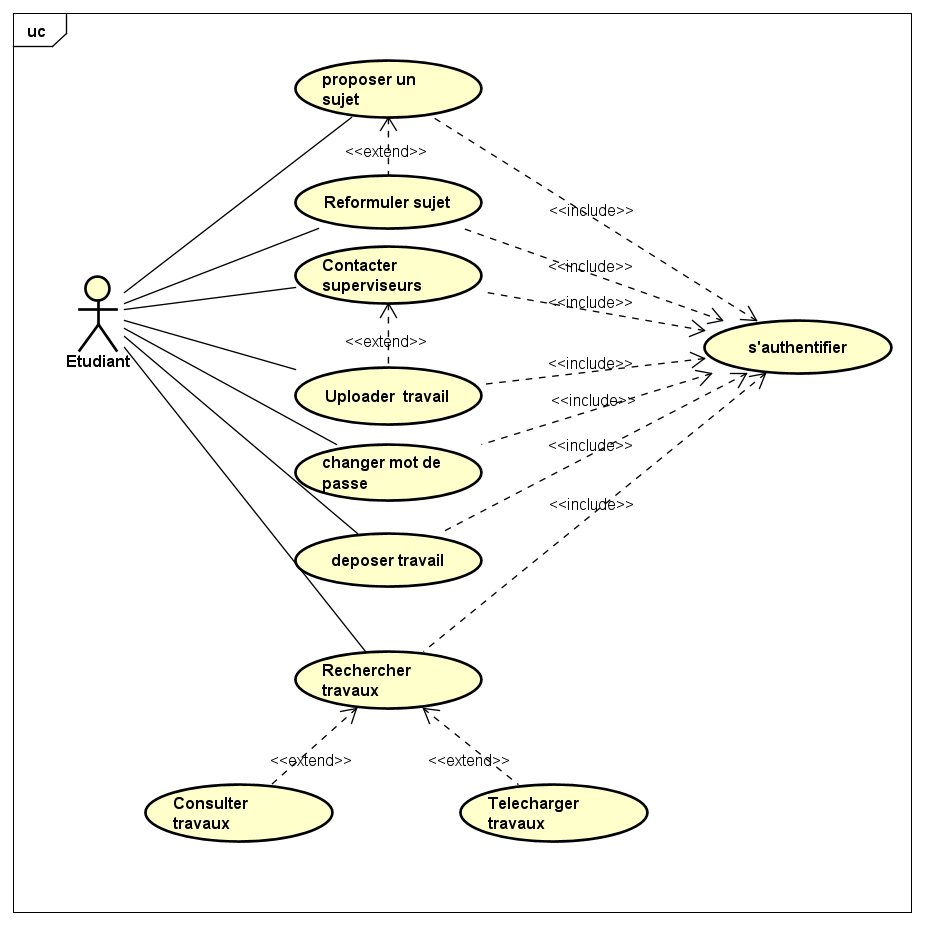 uc
proposer un
sujet
<<extend>>
Reformuler sujet
<<include>>
Contacter
superviseurs
<<include>>
<<include>>
<<extend>>
s'authentifier
Etudiant
Uploader  travail
<<include>>
<<include>>
changer mot de
passe
<<include>>
<<include>>
deposer travail
Rechercher
travaux
<<extend>>
<<extend>>
Consulter
travaux
Telecharger
travaux